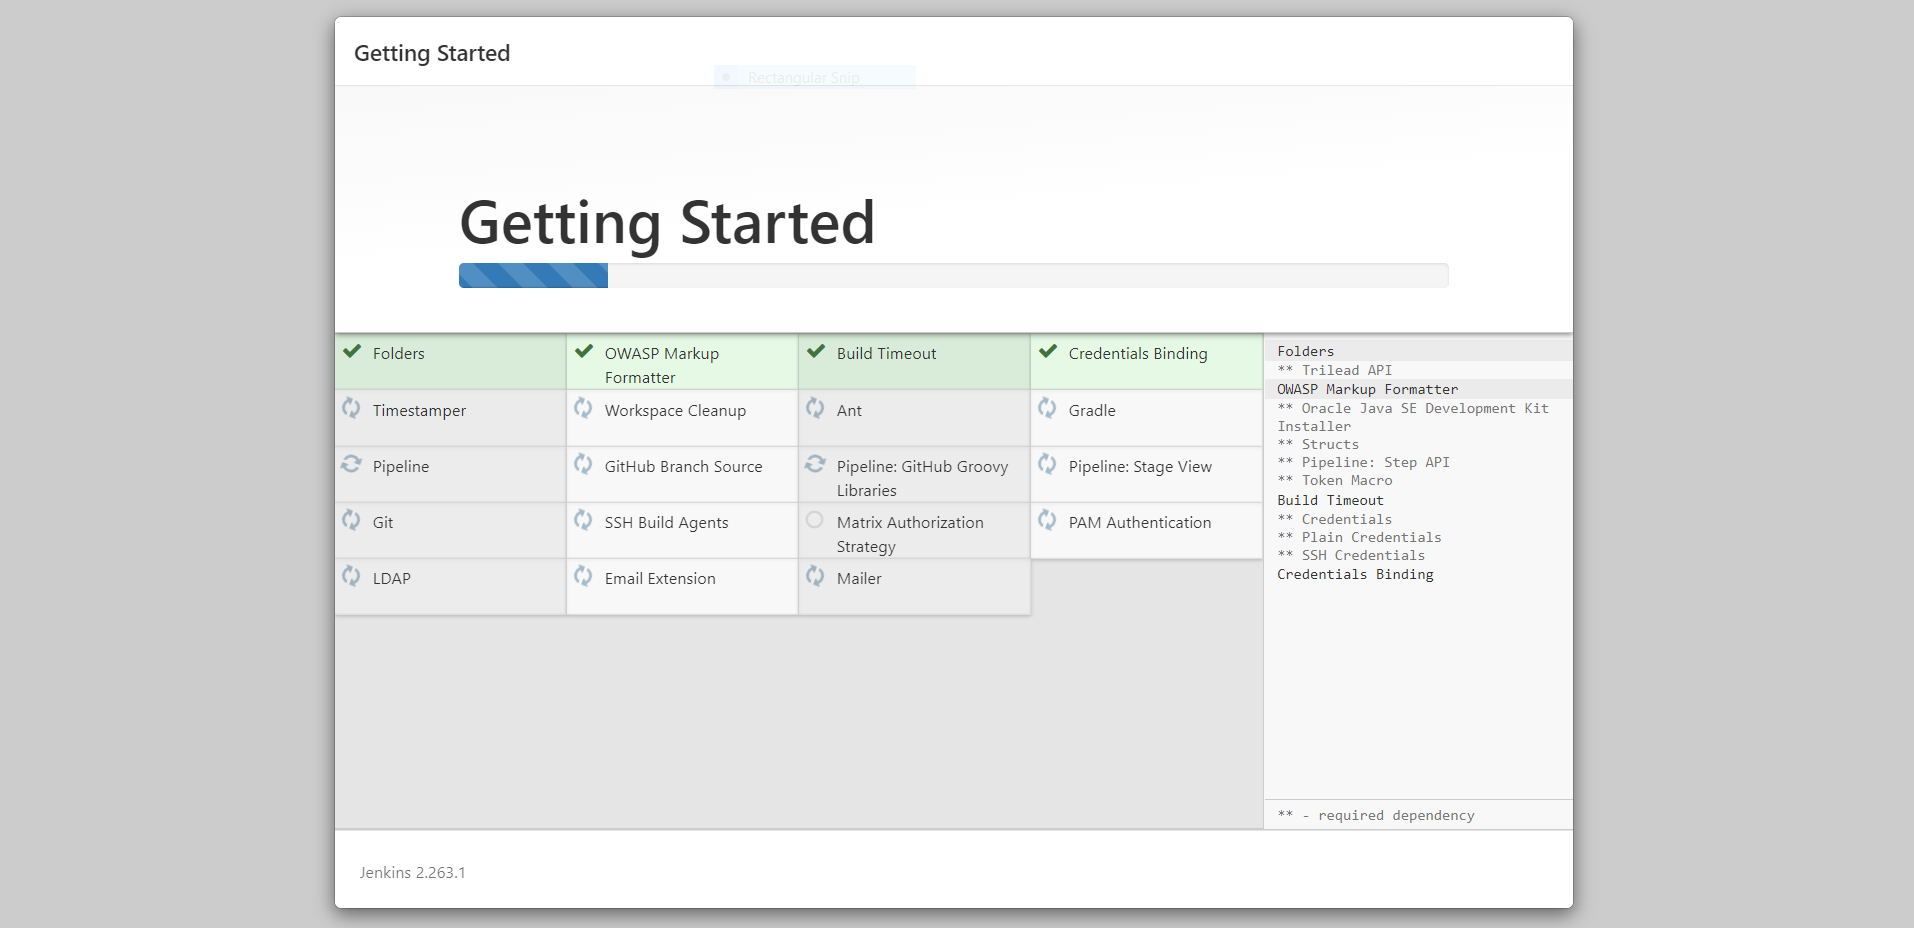 Getting Started
Rectangular Snip
Getting Started
Folders
OWASP Markup
Formatter
Build Timeout
Credentials Binding
Timestamper
Workspace Cleanup
Ant
Gradle
Pipeline
GitHub Branch Source
Pipeline: GitHub Groovy
Libraries
Pipeline: Stage View
Git
SSH Build Agents
Matrix Authorization
Strategy
PAM Authentication
LDAP
Email Extension
Mailer
Folders
** Trilead API
OWASP Markup Formatter
** Oracle Java SE Development Kit
Installer
** Structs
** Pipeline: Step API
** Token Macro
Build Timeout
** Credentials
** Plain Credentials
** SSH Credentials
Credentials Binding
** - required dependency
Jenkins 2.263.1